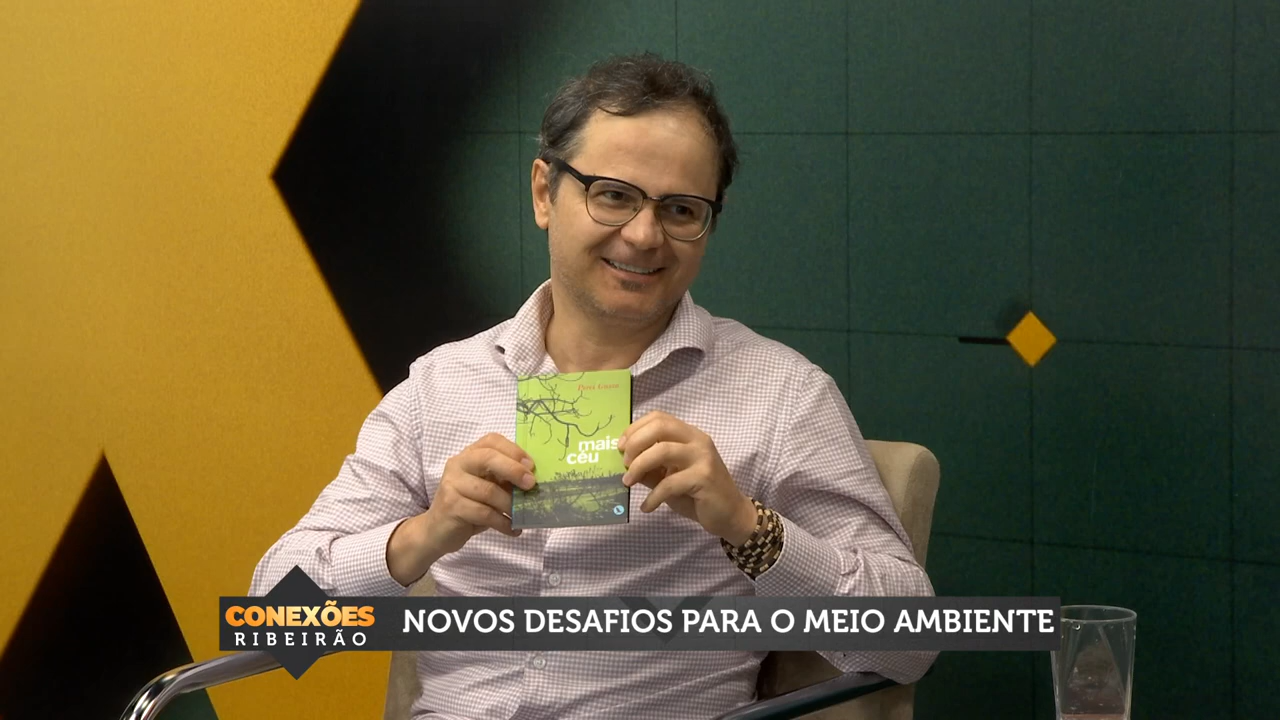 mais
céu
CONEXÕES
RIBEIRÃO
NOVOS DESAFIOS PARA O MEIO AMBIENTE